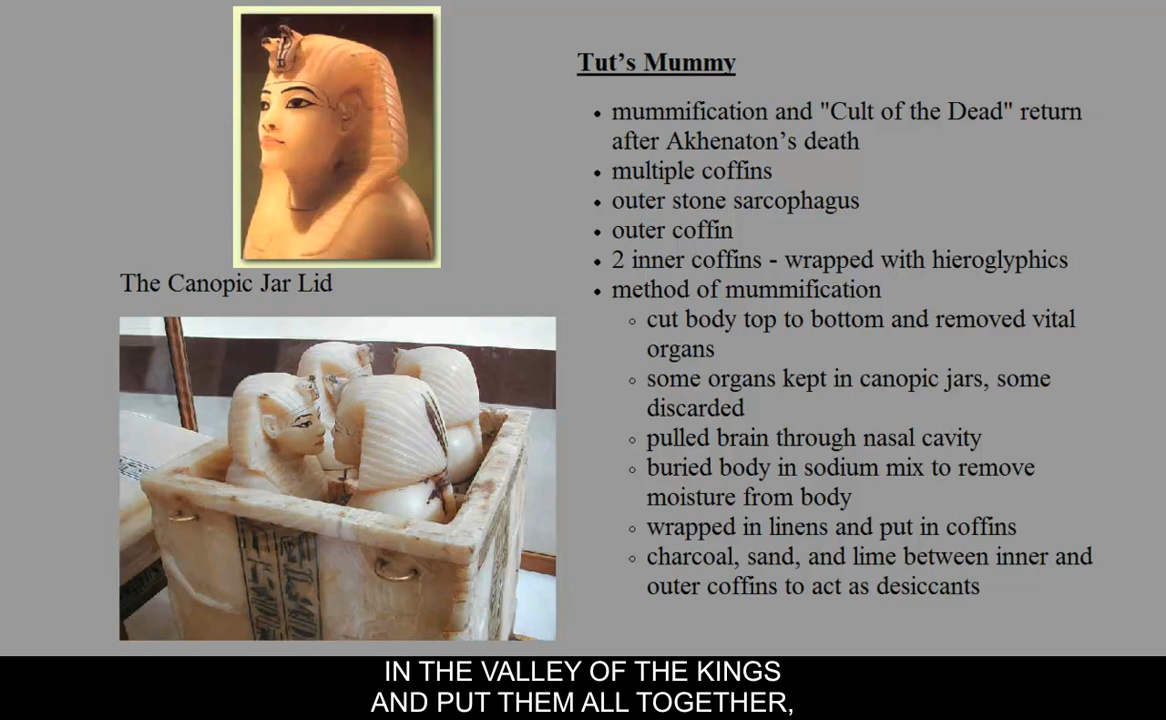 The Canopic Jar Lid
Tut’s Mummy
• mummification and "Cult of the Dead" return
after Akhenaton’s death
• multiple coffins
• outer stone sarcophagus
• outer coffin
• 2 inner coffins - wrapped with hieroglyphics
• method of mummification
◦ cut body top to bottom and removed vital
organs
◦ some organs kept in canopic jars, some
discarded
◦ pulled brain through nasal cavity
◦ buried body in sodium mix to remove
moisture from body
◦ wrapped in linens and put in coffins
◦ charcoal, sand, and lime between inner and
outer coffins to act as desiccants
IN THE VALLEY OF THE KINGS
AND PUT THEM ALL TOGETHER,